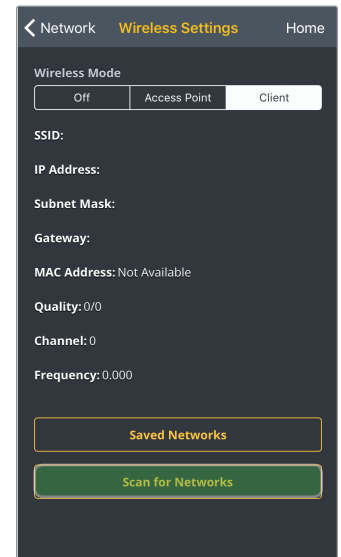 Network Wireless Settings Home
Wireless Mode
Off Access Point Client
SSID:
IP Address:
Subnet Mask:
Gateway:
MAC Address: Not Available
Quality: 0/0
Channel: 0
Frequency: 0.000
Saved Networks
Scan for Networks